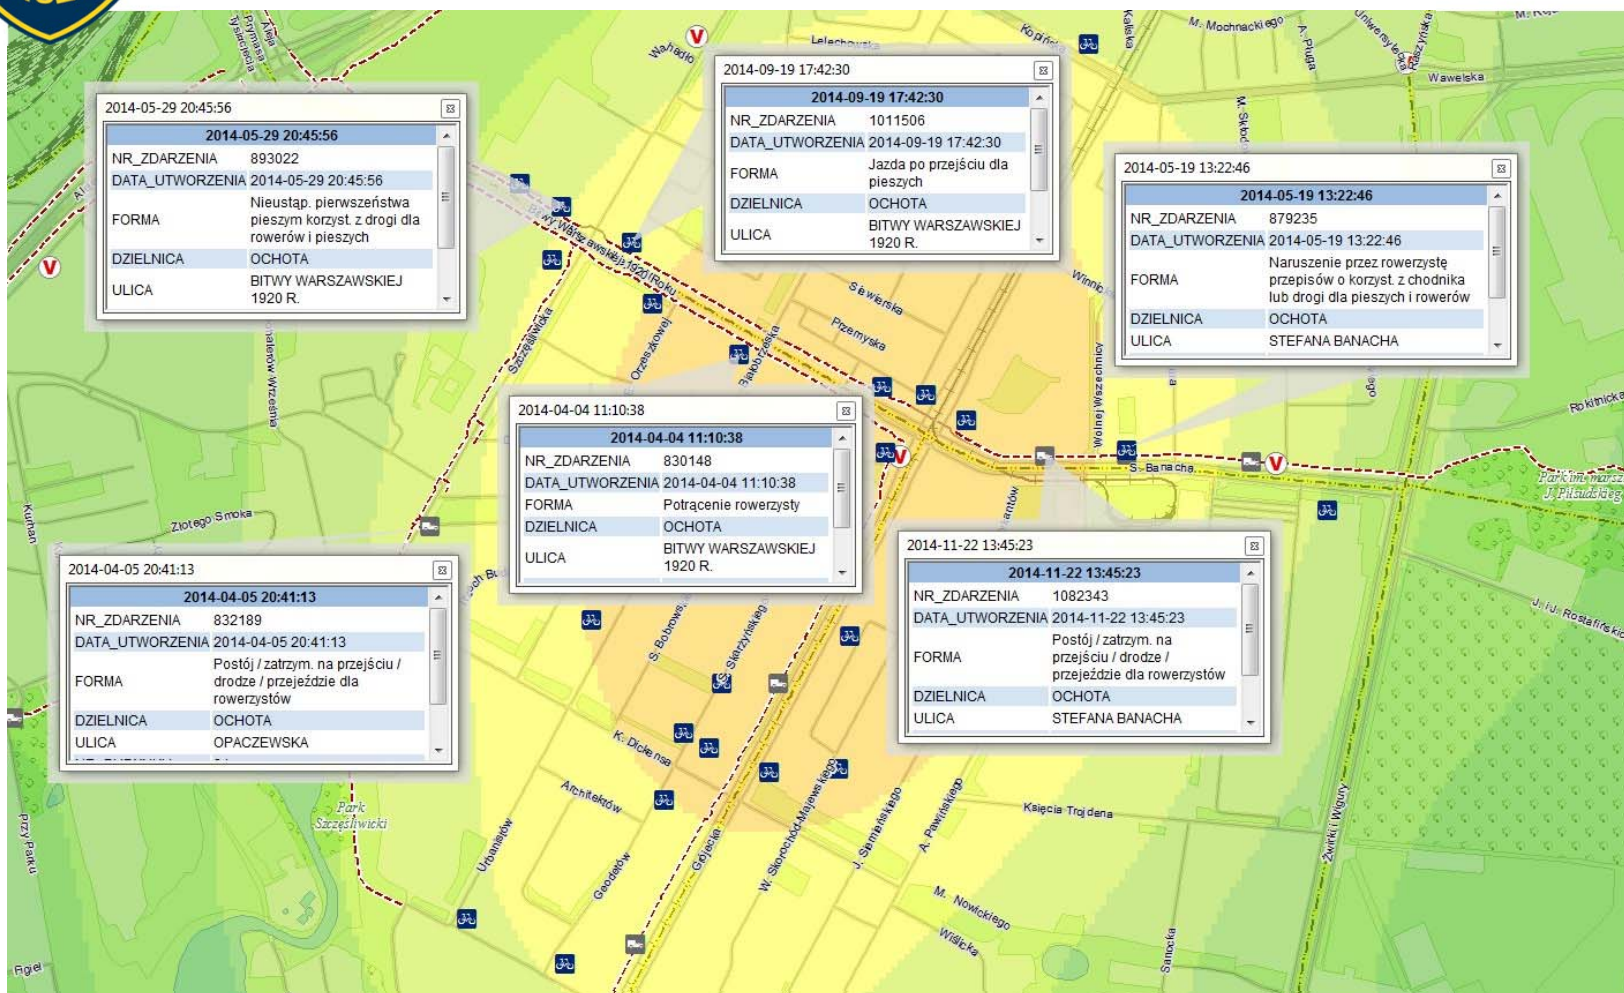 Tysiąclecia
Prymasa
Aleja
Wahadło
V
Lelechowska
Kopińska
Kaliska
M. Mochnackiego
A. Pługa
Uniwersytecka
Raszyńska
Wawelska
2014-05-29 20:45:56
2014-05-29 20:45:56
NR_ZDARZENIA 893022
DATA_UTWORZENIA 2014-05-29 20:45:56
FORMA Nieustąp. pierwszeństwa
pieszym korzyst. z drogi dla
rowerów i pieszych
DZIELNICA OCHOTA
ULICA BITWY WARSZAWSKIEJ
1920 R.
2014-09-19 17:42:30
2014-09-19 17:42:30
NR_ZDARZENIA 1011506
DATA_UTWORZENIA 2014-09-19 17:42:30
FORMA Jazda po przejściu dla
pieszych
DZIELNICA OCHOTA
ULICA BITWY WARSZAWSKIEJ
1920 R.
2014-05-19 13:22:46
2014-05-19 13:22:46
NR_ZDARZENIA 879235
DATA_UTWORZENIA 2014-05-19 13:22:46
FORMA Naruszenie przez rowerzystę
przepisów o korzyst. z chodnika
lub drogi dla pieszych i rowerów
DZIELNICA OCHOTA
ULICA STEFANA BANACHA
V
Bitwy Warszawskiej 1920 Roku
Szczęśliwicka
E. Orzeszkowej
Białobrzeska
Siewierska
Przemyska
Wolnej Wszechnicy
Rokitnicka
V
S. Banacha
V
Park im. marsz.
J. Piłsudskieg
Kurhan
Złotego Smoka
2014-04-04 11:10:38
2014-04-04 11:10:38
NR_ZDARZENIA 830148
DATA_UTWORZENIA 2014-04-04 11:10:38
FORMA Potrącenie rowerzysty
DZIELNICA OCHOTA
ULICA BITWY WARSZAWSKIEJ
1920 R.
2014-04-05 20:41:13
2014-04-05 20:41:13
NR_ZDARZENIA 832189
DATA_UTWORZENIA 2014-04-05 20:41:13
FORMA Postój / zatrzym. na przejściu /
drodze / przejeździe dla
rowerzystów
DZIELNICA OCHOTA
ULICA OPACZEWSKA
2014-11-22 13:45:23
2014-11-22 13:45:23
NR_ZDARZENIA 1082343
DATA_UTWORZENIA 2014-11-22 13:45:23
FORMA Postój / zatrzym. na
przejściu / drodze /
przejeździe dla rowerzystów
DZIELNICA OCHOTA
ULICA STEFANA BANACHA
J. i J. Rostafińskic
S. Bobrows
Skarżyńskiego
K. Dickensa
Architektów
Park
Szczęśliwicki
Przy Parku
Urbanistów
Geodetów
Grójecka
W. Skorochód-Majewskiego
J. Siemieńskiego
A. Pawińskiego
Księcia Trojdena
Żwirki i Wigury
M. Nowickiego
Wiślicka
Sanocka
Figiel